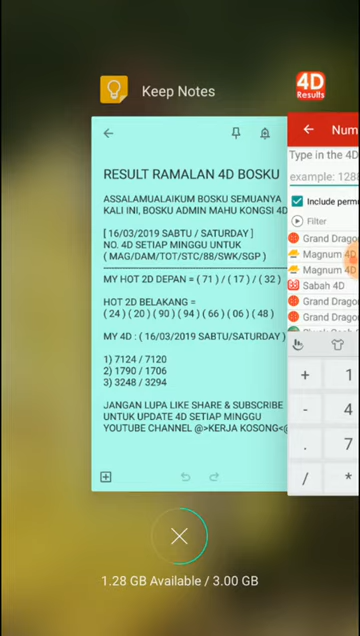 Keep Notes
4D
Results
RESULT RAMALAN 4D BOSKU
ASSALAMUALAIKUM BOSKU SEMUANYA
KALI INI, BOSKU ADMIN MAHU KONGSI 4D
[ 16/03/2019 SABTU / SATURDAY ]
NO. 4D SETIAP MINGGU UNTUK
( MAG/DAM/TOT/STC/88/SWK/SGP )
MY HOT 2D DEPAN = ( 71 ) / ( 17 ) / ( 32 )
HOT 2D BELAKANG =
( 24 ) ( 20 ) ( 90 ) ( 94 ) ( 66 ) ( 06 ) ( 48 )
MY 4D : ( 16/03/2019 SABTU/SATURDAY )
1) 7124 / 7120
2) 1790 / 1706
3) 3248 / 3294
JANGAN LUPA LIKE SHARE & SUBSCRIBE
UNTUK UPDATE 4D SETIAP MINGGU
YOUTUBE CHANNEL @>KERJA KOSONG<@
Num
Type in the 4D
example: 1288
Include perm
Filter
Grand Dragon
Magnum 4D
Magnum 4D
Sabah 4D
Grand Dragon
Grand Dragon
+ 1
- 4
. 7
/ *
1.28 GB Available / 3.00 GB